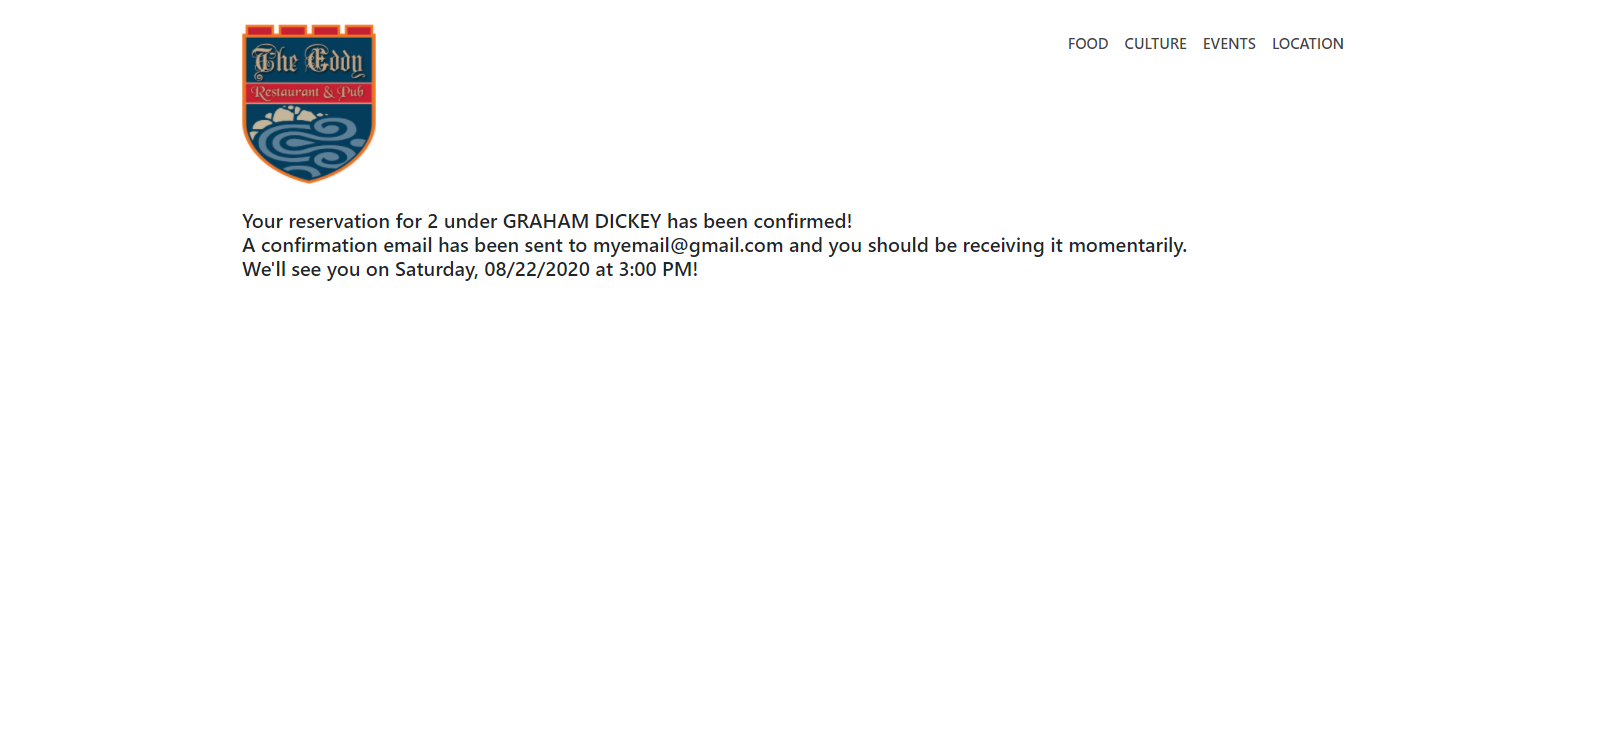 The Eddy
Restaurant & Pub
FOOD CULTURE EVENTS LOCATION
Your reservation for 2 under GRAHAM DICKEY has been confirmed!
A confirmation email has been sent to myemail@gmail.com and you should be receiving it momentarily.
We'll see you on Saturday, 08/22/2020 at 3:00 PM!